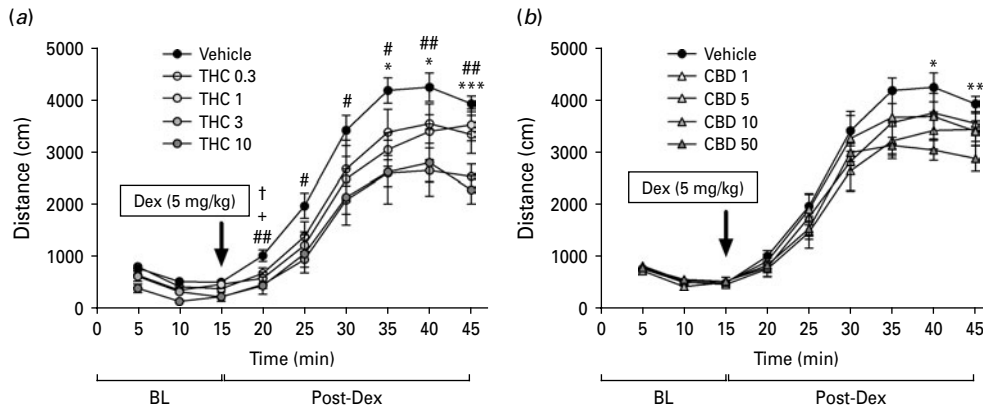 (a)
5000
4000
3000
2000
1000
0
Distance (cm)
Vehicle
THC 0.3
THC 1
THC 3
THC 10
Dex (5 mg/kg)
†
+
##
#
#
#
*
##
*
##
***
0 5 10 15 20 25 30 35 40 45
Time (min)
BL Post-Dex
(b)
5000
4000
3000
2000
1000
0
Distance (cm)
Vehicle
CBD 1
CBD 5
CBD 10
CBD 50
Dex (5 mg/kg)
*
**
0 5 10 15 20 25 30 35 40 45
Time (min)
BL Post-Dex